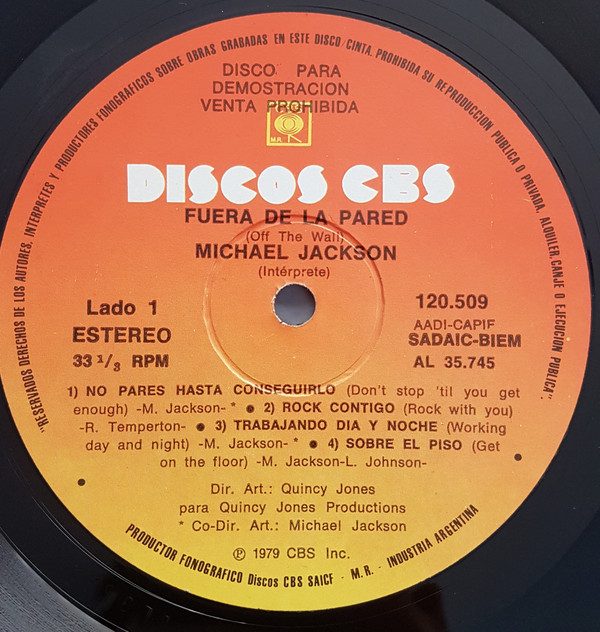 "RESERVADOS DERECHOS DE LOS AUTORES, INTERPRETES Y PRODUCTORES FONOGRAFICOS SOBRE OBRAS GRABADAS EN ESTE DISCO/CINTA. PROHIBIDA SU REPRODUCCION PUBLICA O PRIVADA, ALQUILER, CANJE O EJECUCION PUBLICA".
DISCO PARA
DEMOSTRACION
VENTA PROHIBIDA
M.R.
DISCOS CBS
FUERA DE LA PARED
(Off The Wall)
MICHAEL JACKSON
(Intérprete)
Lado 1
ESTEREO
33 1/3 RPM
120.509
AADI-CAPIF
SADAIC-BIEM
AL 35.745
1) NO PARES HASTA CONSEGUIRLO (Don't stop 'til you get
enough) -M. Jackson- * ● 2) ROCK CONTIGO (Rock with you)
-R. Temperton- ● 3) TRABAJANDO DIA Y NOCHE (Working
day and night) -M. Jackson- * ● 4) SOBRE EL PISO (Get
on the floor) -M. Jackson-L. Johnson-
Dir. Art.: Quincy Jones
para Quincy Jones Productions
* Co-Dir. Art.: Michael Jackson
℗ 1979 CBS Inc.
PRODUCTOR FONOGRAFICO Discos CBS SAICF - M.R. - INDUSTRIA ARGENTINA